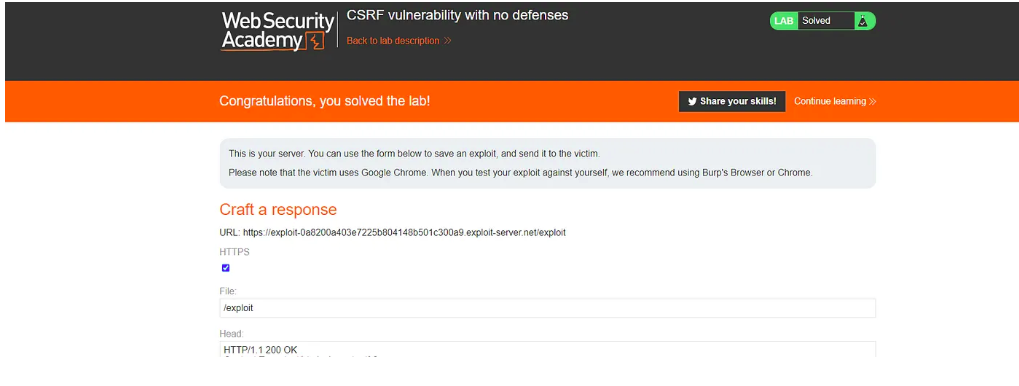 Web Security
Academy
CSRF vulnerability with no defenses
Back to lab description >>
LAB Solved
Congratulations, you solved the lab!
Share your skills!
Continue learning >>
This is your server. You can use the form below to save an exploit, and send it to the victim.
Please note that the victim uses Google Chrome. When you test your exploit against yourself, we recommend using Burp's Browser or Chrome.
Craft a response
URL: https://exploit-0a8200a403e7225b804148b501c300a9.exploit-server.net/exploit
HTTPS
File:
/exploit
Head:
HTTP/1.1 200 OK